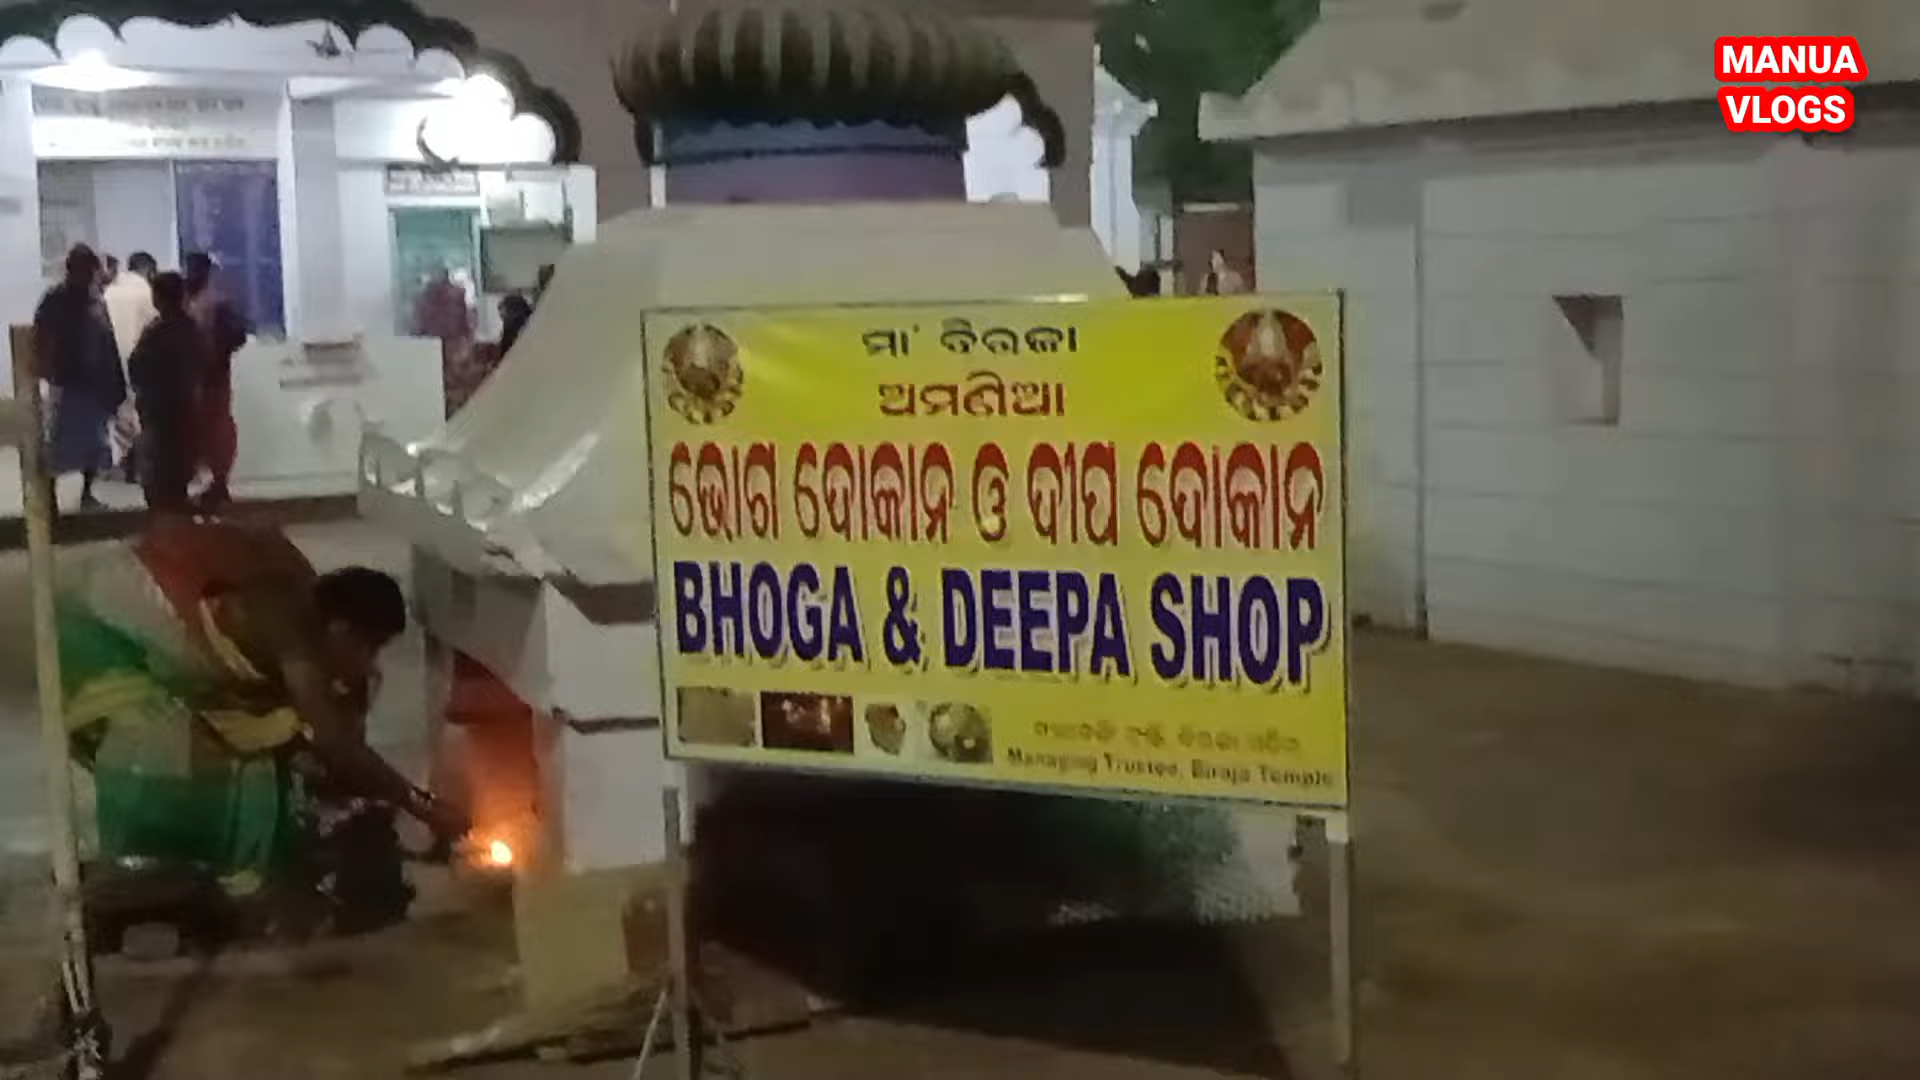 MANUA
VLOGS
ମା' ବିରଜା
ଅମଣିଆ
ଭୋଗ ଦୋକାନ ଓ ଦୀପ ଦୋକାନ
BHOGA & DEEPA SHOP
Managing Trustee, Biraja Temple